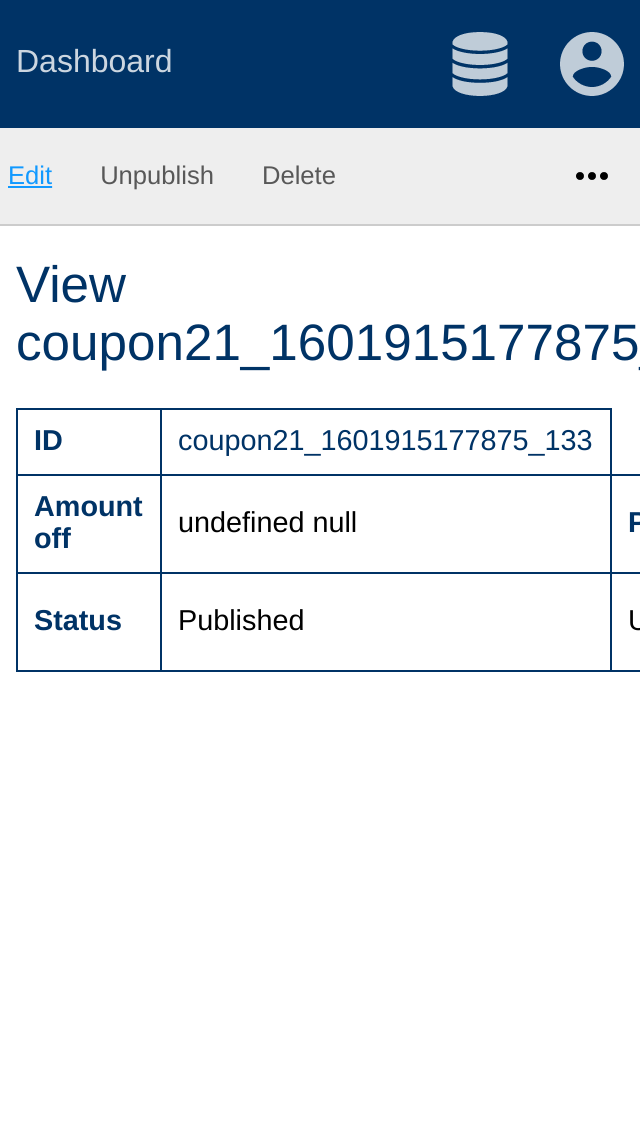 Dashboard
Edit Unpublish Delete
View
coupon21_1601915177875_
ID coupon21_1601915177875_133
Amount
off
undefined null
Status Published